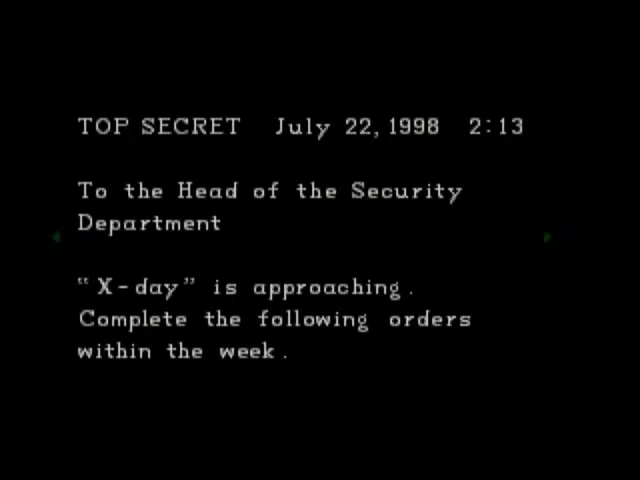 TOP SECRET July 22, 1998 2:13
To the Head of the Security
Department
"X-day" is approaching.
Complete the following orders
within the week.